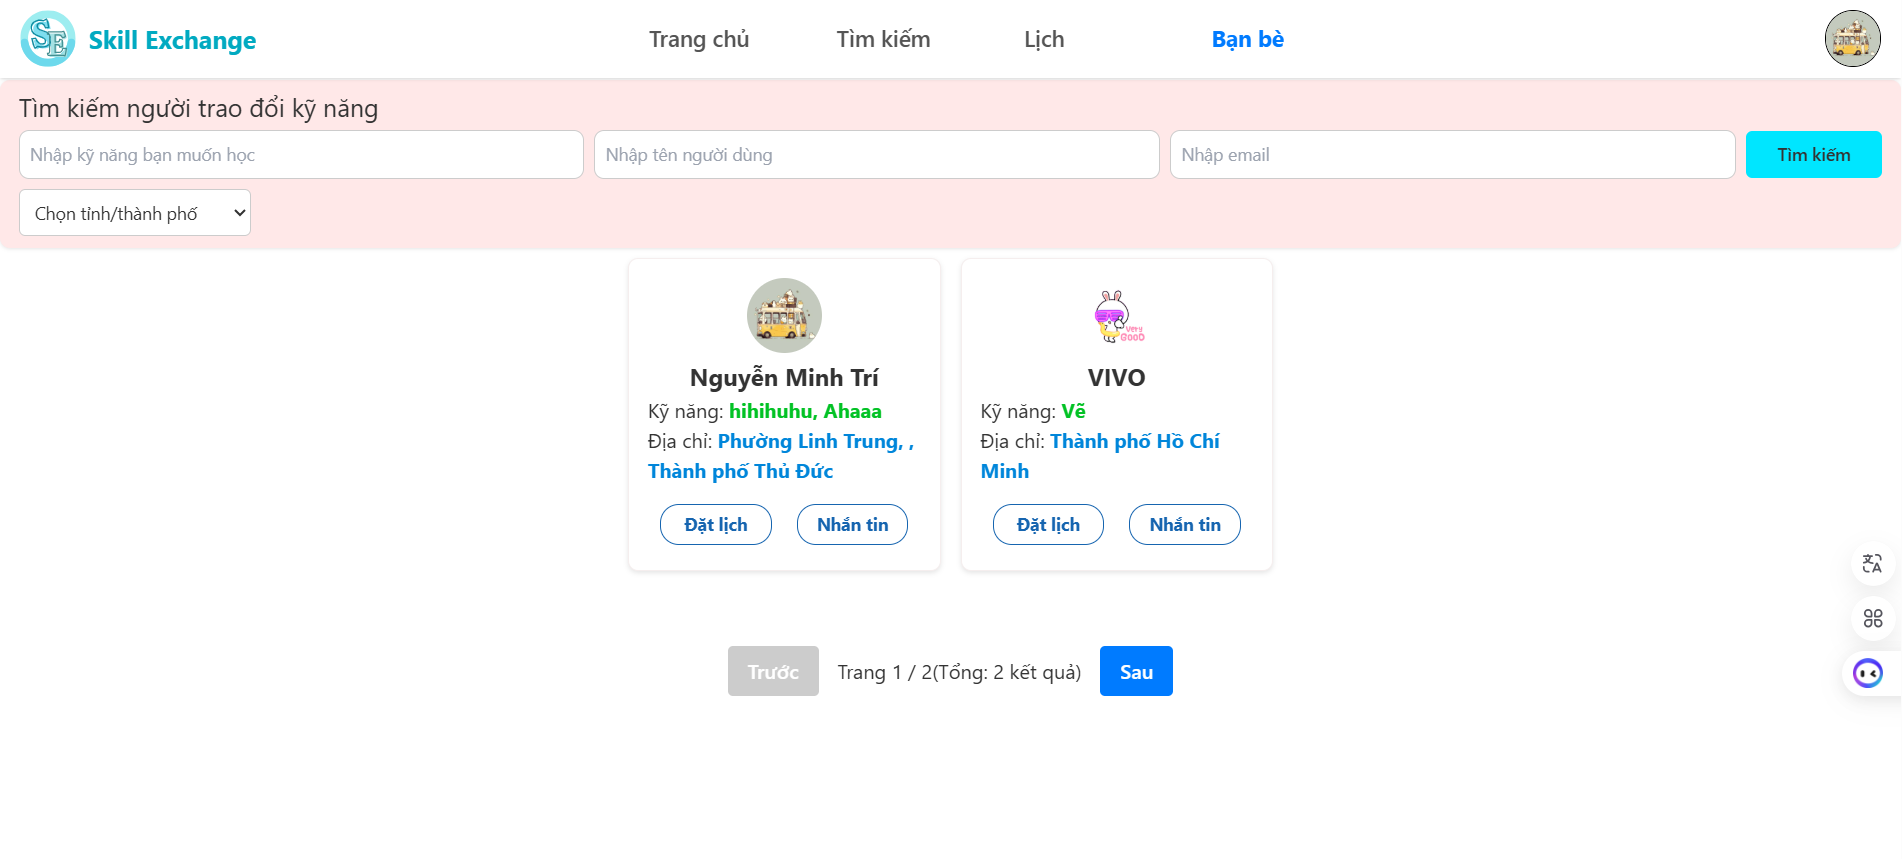 SE Skill Exchange Trang chủ Tìm kiếm Lịch Bạn bè
Tìm kiếm người trao đổi kỹ năng
Nhập kỹ năng bạn muốn học Nhập tên người dùng Nhập email Tìm kiếm
Chọn tỉnh/thành phố
Nguyễn Minh Trí
Kỹ năng: hihihuhu, Ahaaa
Địa chỉ: Phường Linh Trung, ,
Thành phố Thủ Đức
Đặt lịch Nhắn tin
Very
GOOD
VIVO
Kỹ năng: Vẽ
Địa chỉ: Thành phố Hồ Chí
Minh
Đặt lịch Nhắn tin
Trước Trang 1 / 2(Tổng: 2 kết quả) Sau